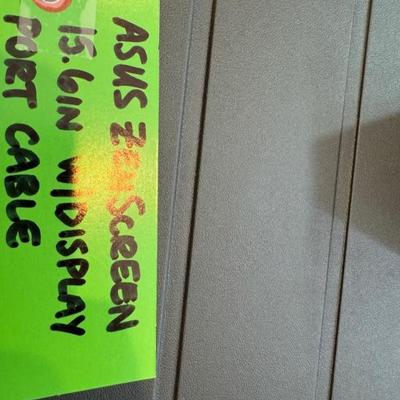 ASUS ZENSCREEN
15.6IN W/DISPLAY
PORT CABLE